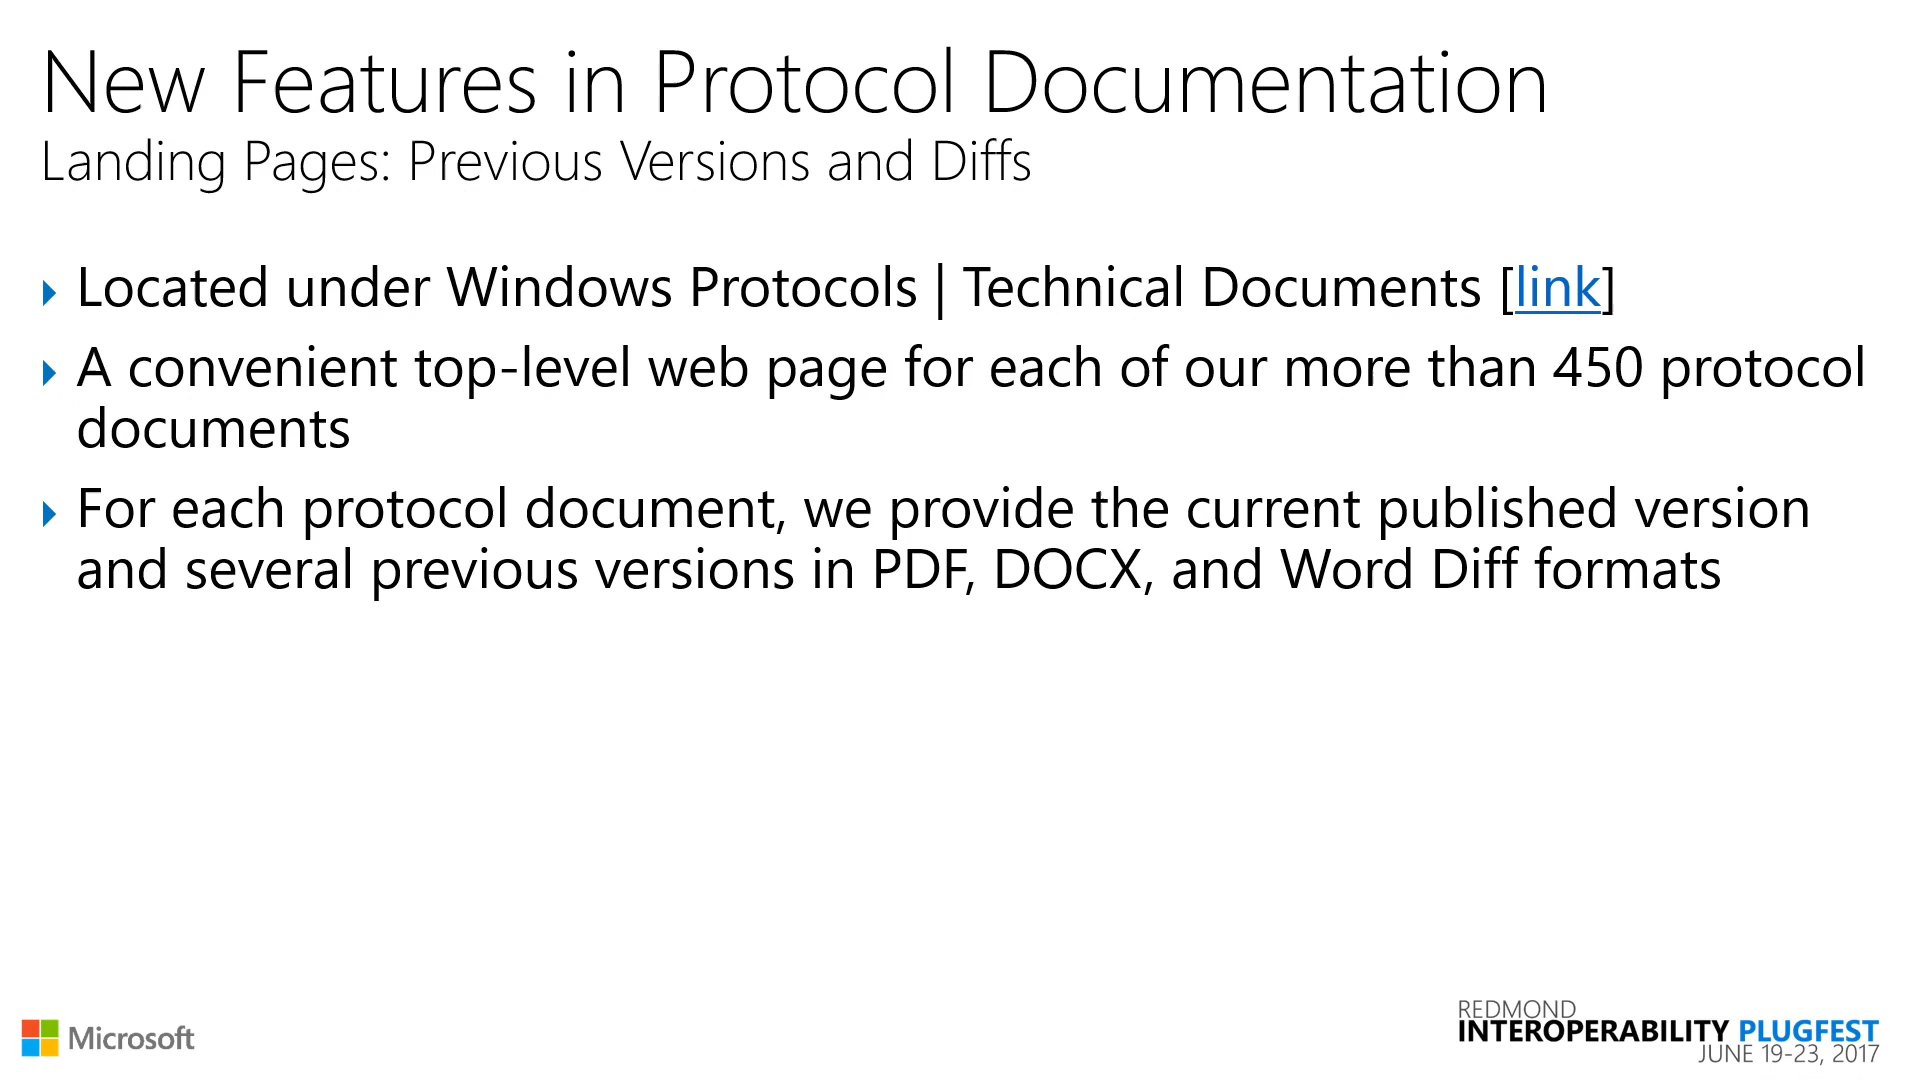 New Features in Protocol Documentation
Landing Pages: Previous Versions and Diffs
Located under Windows Protocols | Technical Documents [link]
A convenient top-level web page for each of our more than 450 protocol
documents
For each protocol document, we provide the current published version
and several previous versions in PDF, DOCX, and Word Diff formats
Microsoft
REDMOND
INTEROPERABILITY PLUGFEST
JUNE 19-23, 2017